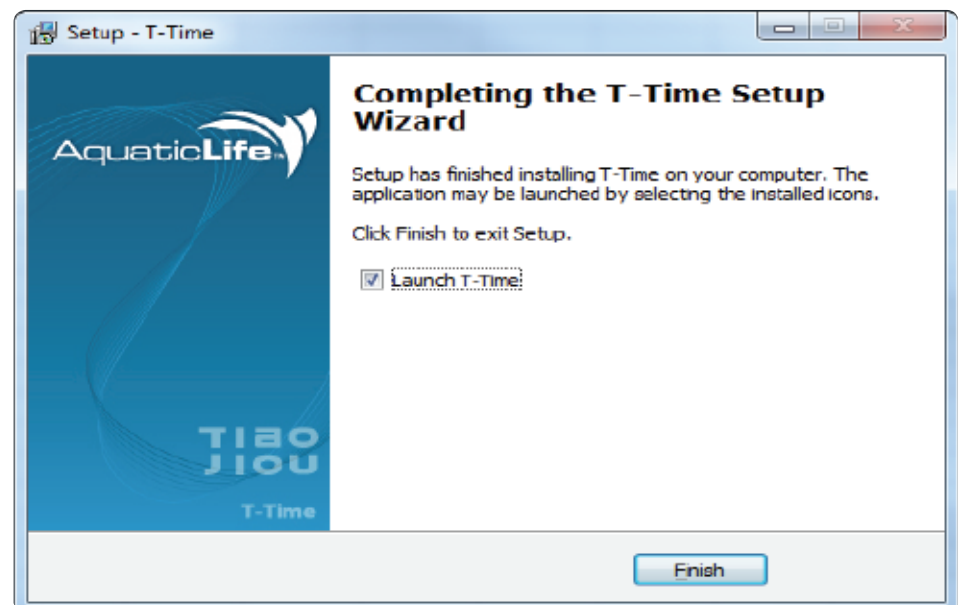 Setup - T-Time
AquaticLife™
TIAO
JIOU
T-Time
Completing the T-Time Setup
Wizard
Setup has finished installing T-Time on your computer. The
application may be launched by selecting the installed icons.
Click Finish to exit Setup.
Launch T-Time
Finish